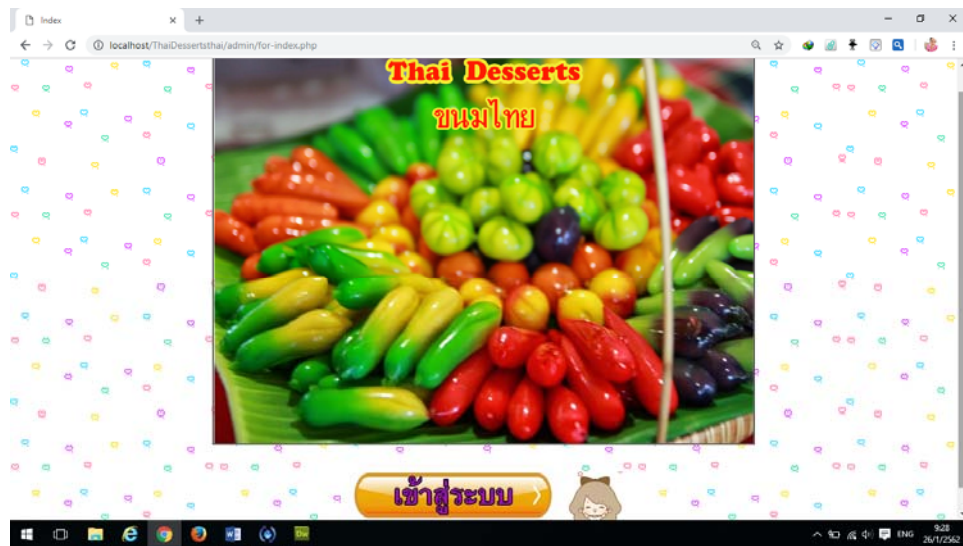 Index
localhost/ThaiDessertsthai/admin/for-index.php
Thai Desserts
ขนมไทย
เข้าสู่ระบบ
W
Dw
ENG
9:28
26/1/2562